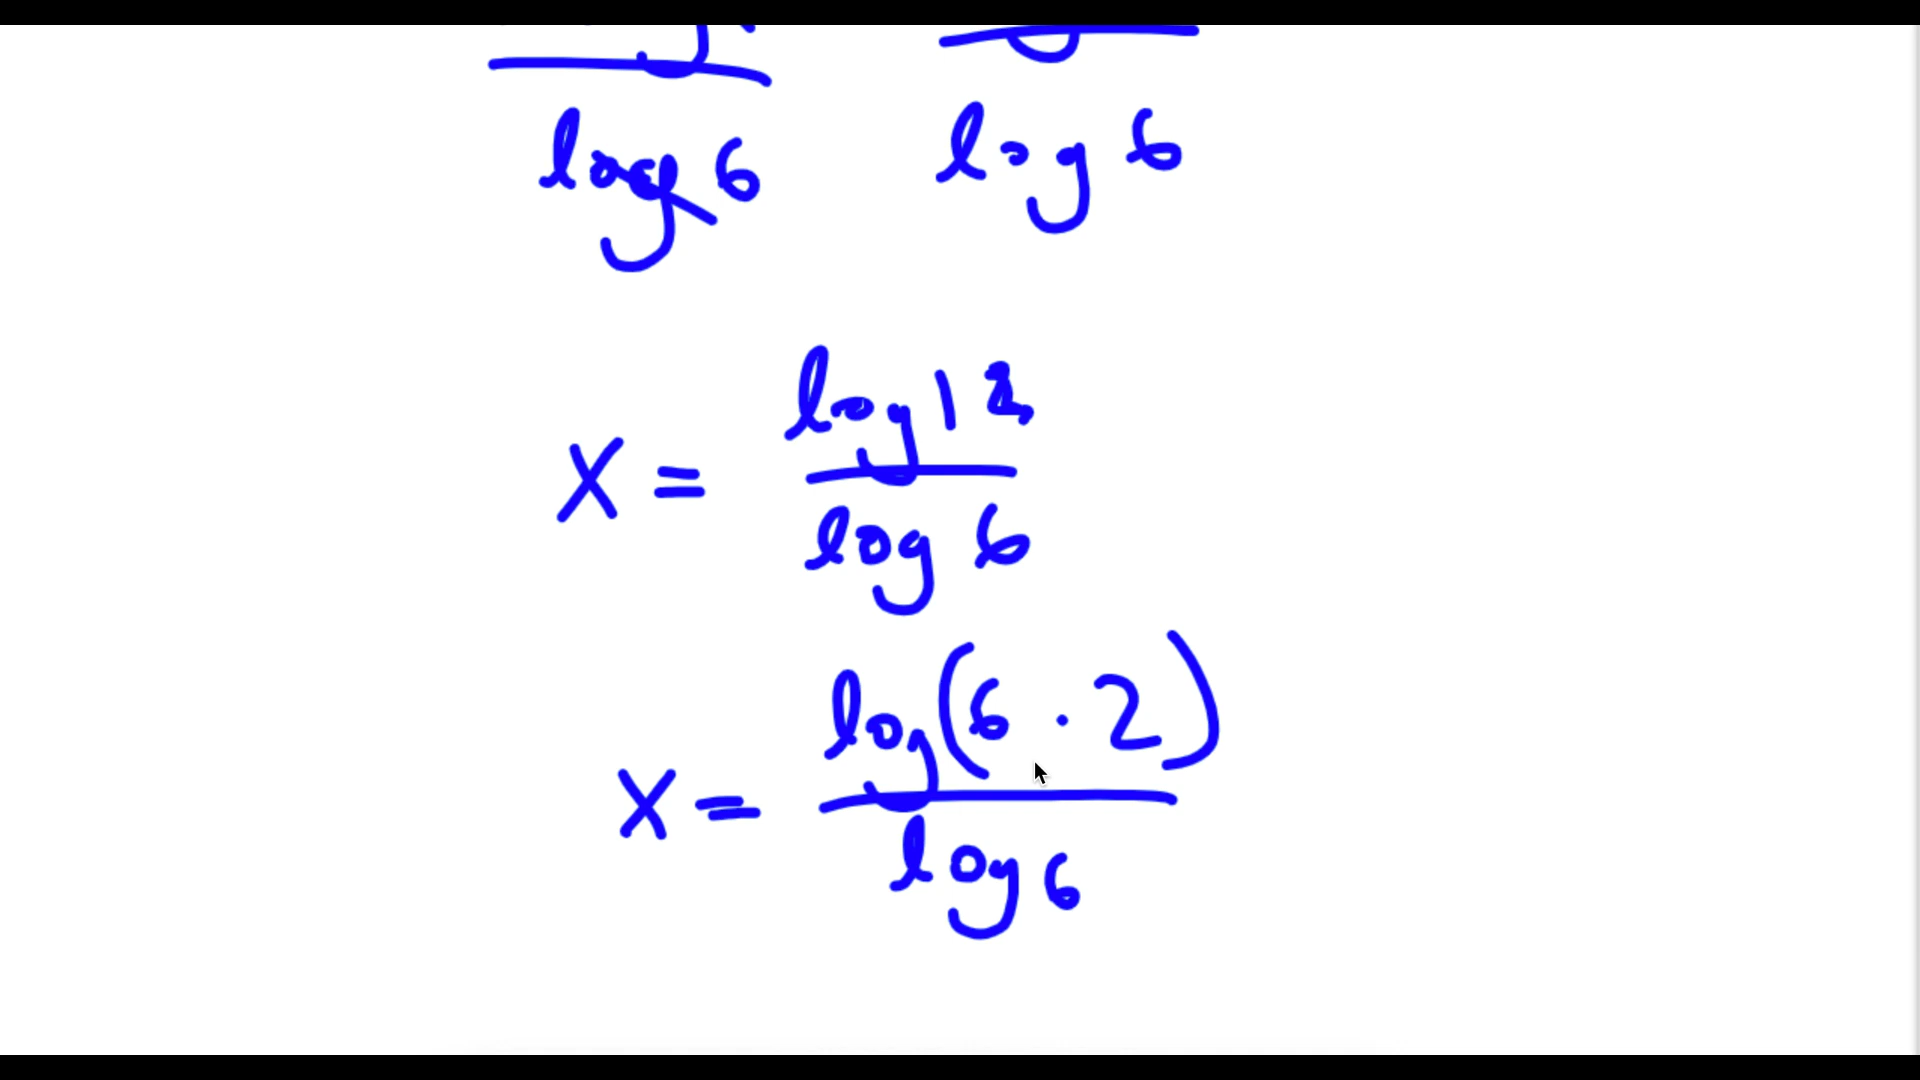 log 6 log 6
x = log 12 / log 6
x = log(6 · 2) / log 6